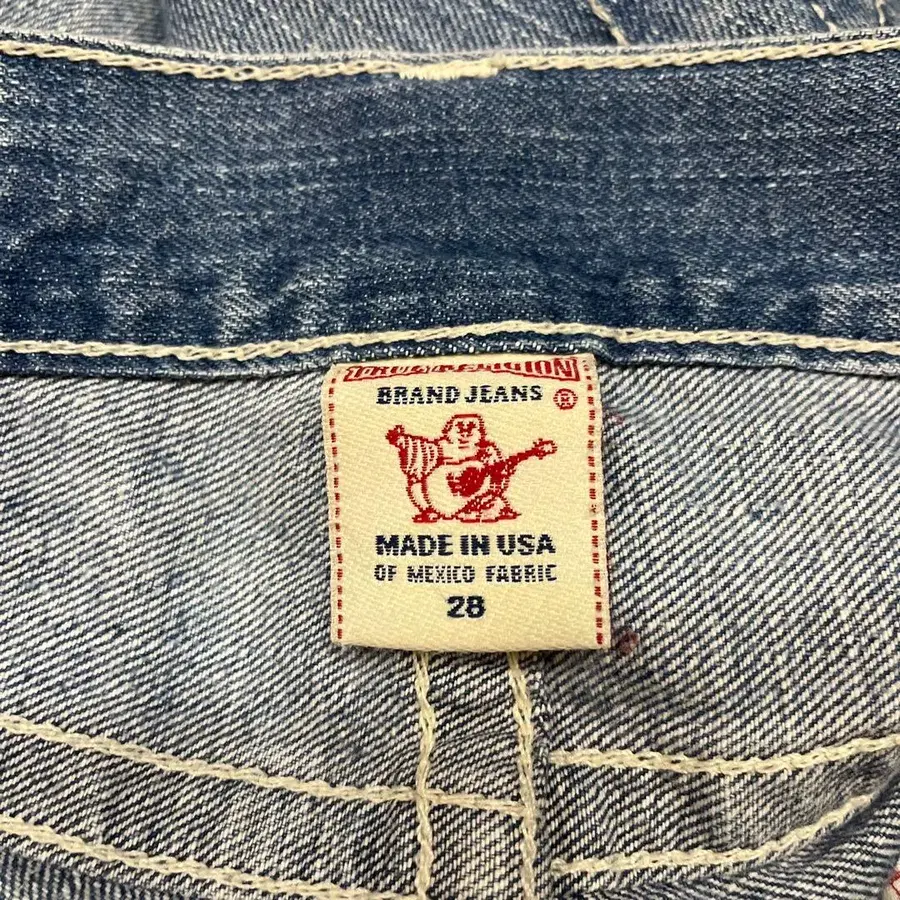 TRUE RELIGION
BRAND JEANS ®
MADE IN USA
OF MEXICO FABRIC
28